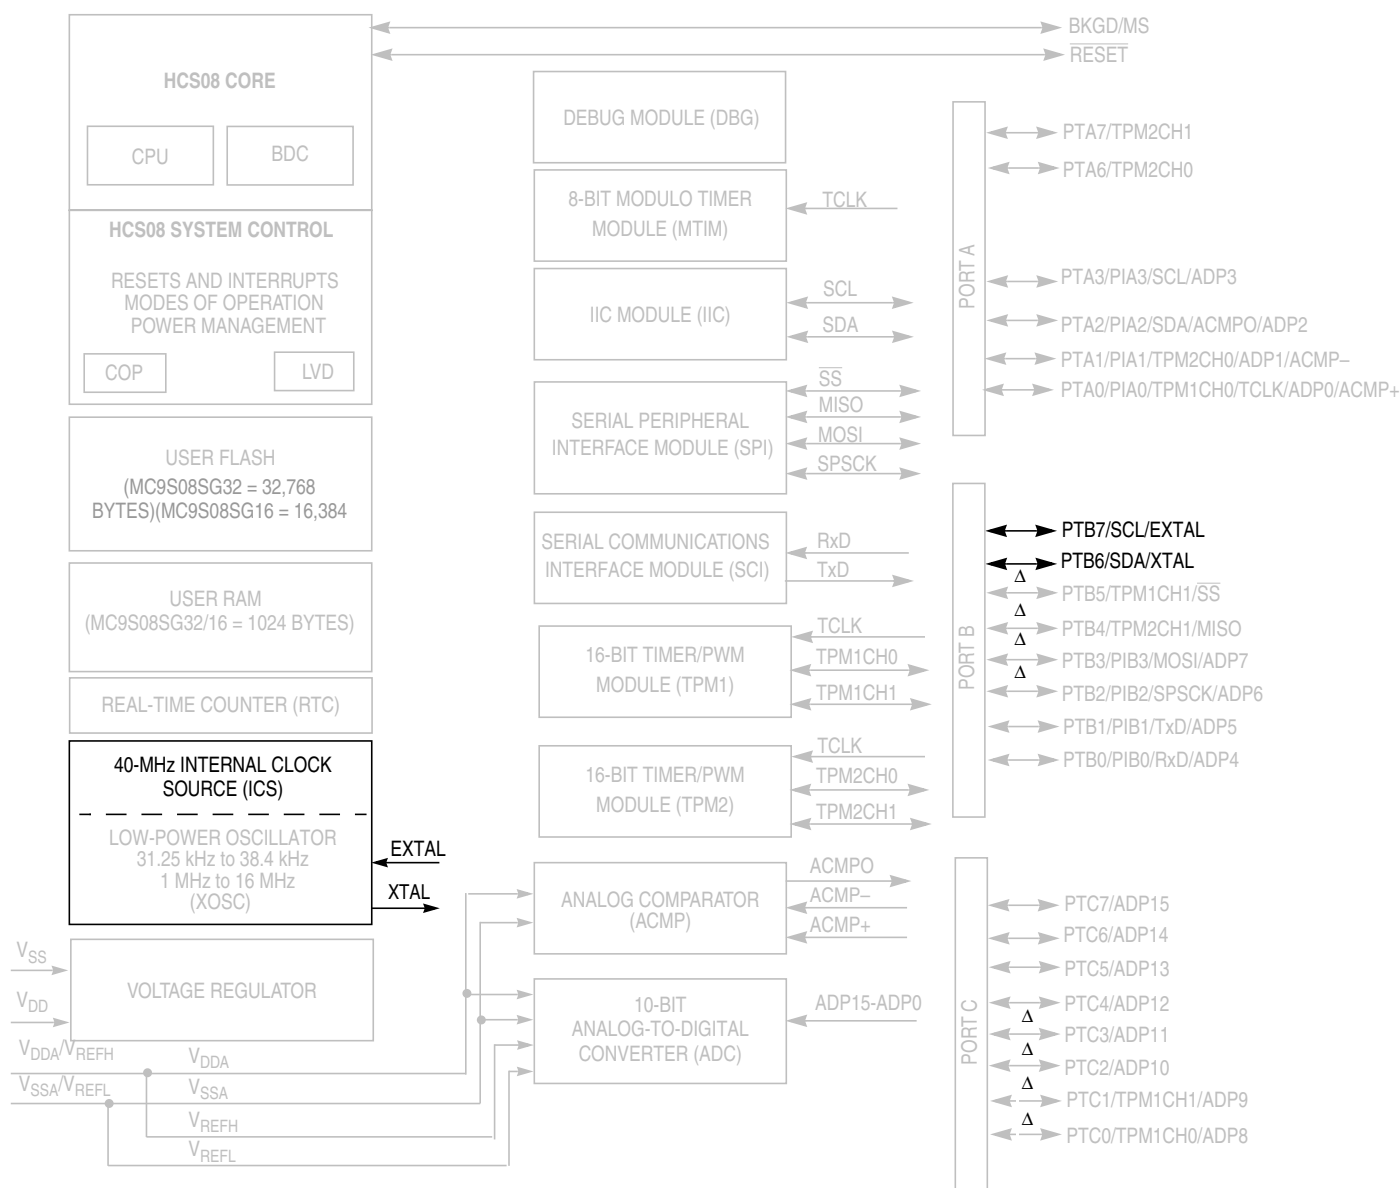 BKGD/MS
RESET
HCS08 CORE
CPU
BDC
HCS08 SYSTEM CONTROL
RESETS AND INTERRUPTS
MODES OF OPERATION
POWER MANAGEMENT
COP
LVD
USER FLASH
(MC9S08SG32 = 32,768
BYTES)(MC9S08SG16 = 16,384
USER RAM
(MC9S08SG32/16 = 1024 BYTES)
REAL-TIME COUNTER (RTC)
40-MHz INTERNAL CLOCK
SOURCE (ICS)
LOW-POWER OSCILLATOR
31.25 kHz to 38.4 kHz
1 MHz to 16 MHz
(XOSC)
EXTAL
XTAL
VSS
VDD
VOLTAGE REGULATOR
VDDA/VREFH
VSSA/VREFL
VDDA
VSSA
VREFH
VREFL
DEBUG MODULE (DBG)
8-BIT MODULO TIMER
MODULE (MTIM)
TCLK
IIC MODULE (IIC)
SCL
SDA
SERIAL PERIPHERAL
INTERFACE MODULE (SPI)
SS
MISO
MOSI
SPSCK
SERIAL COMMUNICATIONS
INTERFACE MODULE (SCI)
RxD
TxD
16-BIT TIMER/PWM
MODULE (TPM1)
TCLK
TPM1CH0
TPM1CH1
16-BIT TIMER/PWM
MODULE (TPM2)
TCLK
TPM2CH0
TPM2CH1
ANALOG COMPARATOR
(ACMP)
ACMPO
ACMP–
ACMP+
10-BIT
ANALOG-TO-DIGITAL
CONVERTER (ADC)
ADP15-ADP0
PORT A
PTA7/TPM2CH1
PTA6/TPM2CH0
PTA3/PIA3/SCL/ADP3
PTA2/PIA2/SDA/ACMPO/ADP2
PTA1/PIA1/TPM2CH0/ADP1/ACMP–
PTA0/PIA0/TPM1CH0/TCLK/ADP0/ACMP+
PORT B
PTB7/SCL/EXTAL
PTB6/SDA/XTAL
Δ
PTB5/TPM1CH1/SS
Δ
PTB4/TPM2CH1/MISO
Δ
PTB3/PIB3/MOSI/ADP7
Δ
PTB2/PIB2/SPSCK/ADP6
PTB1/PIB1/TxD/ADP5
PTB0/PIB0/RxD/ADP4
PORT C
PTC7/ADP15
PTC6/ADP14
PTC5/ADP13
PTC4/ADP12
Δ
PTC3/ADP11
Δ
PTC2/ADP10
Δ
PTC1/TPM1CH1/ADP9
Δ
PTC0/TPM1CH0/ADP8